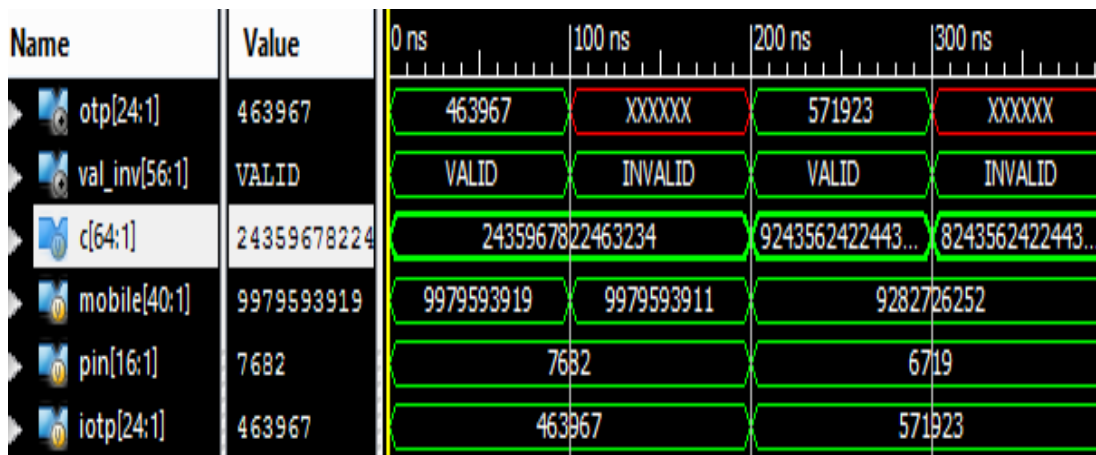 Name Value 0 ns 100 ns 200 ns 300 ns
otp[24:1] 463967 463967 XXXXXX 571923 XXXXXX
val_inv[56:1] VALID VALID INVALID VALID INVALID
c[64:1] 24359678224 2435967822463234 9243562422443... 8243562422443...
mobile[40:1] 9979593919 9979593919 9979593911 9282726252
pin[16:1] 7682 7682 6719
iotp[24:1] 463967 463967 571923